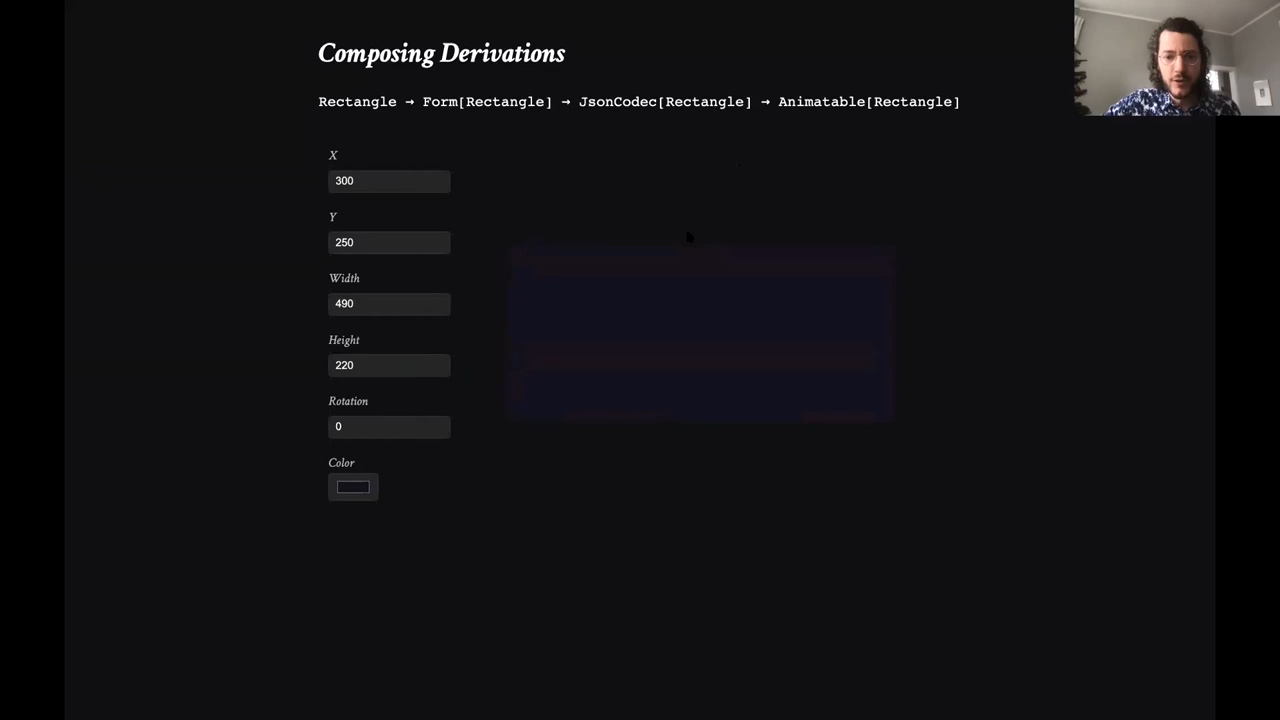 Composing Derivations
Rectangle → Form[Rectangle] → JsonCodec[Rectangle] → Animatable[Rectangle]
X
300
Y
250
Width
490
Height
220
Rotation
0
Color